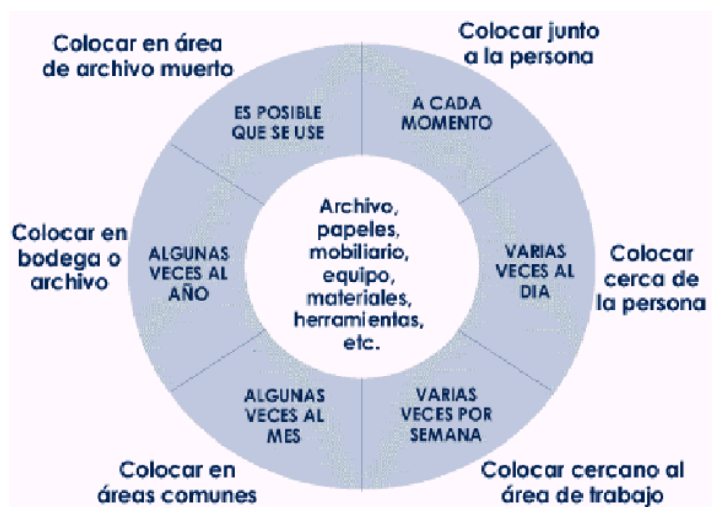 Colocar en área
de archivo muerto
Colocar junto
a la persona
ES POSIBLE
QUE SE USE
A CADA
MOMENTO
Colocar en
bodega o
archivo
ALGUNAS
VECES AL
AÑO
Archivo,
papeles,
mobiliario,
equipo,
materiales,
herramientas,
etc.
VARIAS
VECES AL
DIA
Colocar
cerca de
la persona
ALGUNAS
VECES AL
MES
VARIAS
VECES POR
SEMANA
Colocar en
áreas comunes
Colocar cercano al
área de trabajo